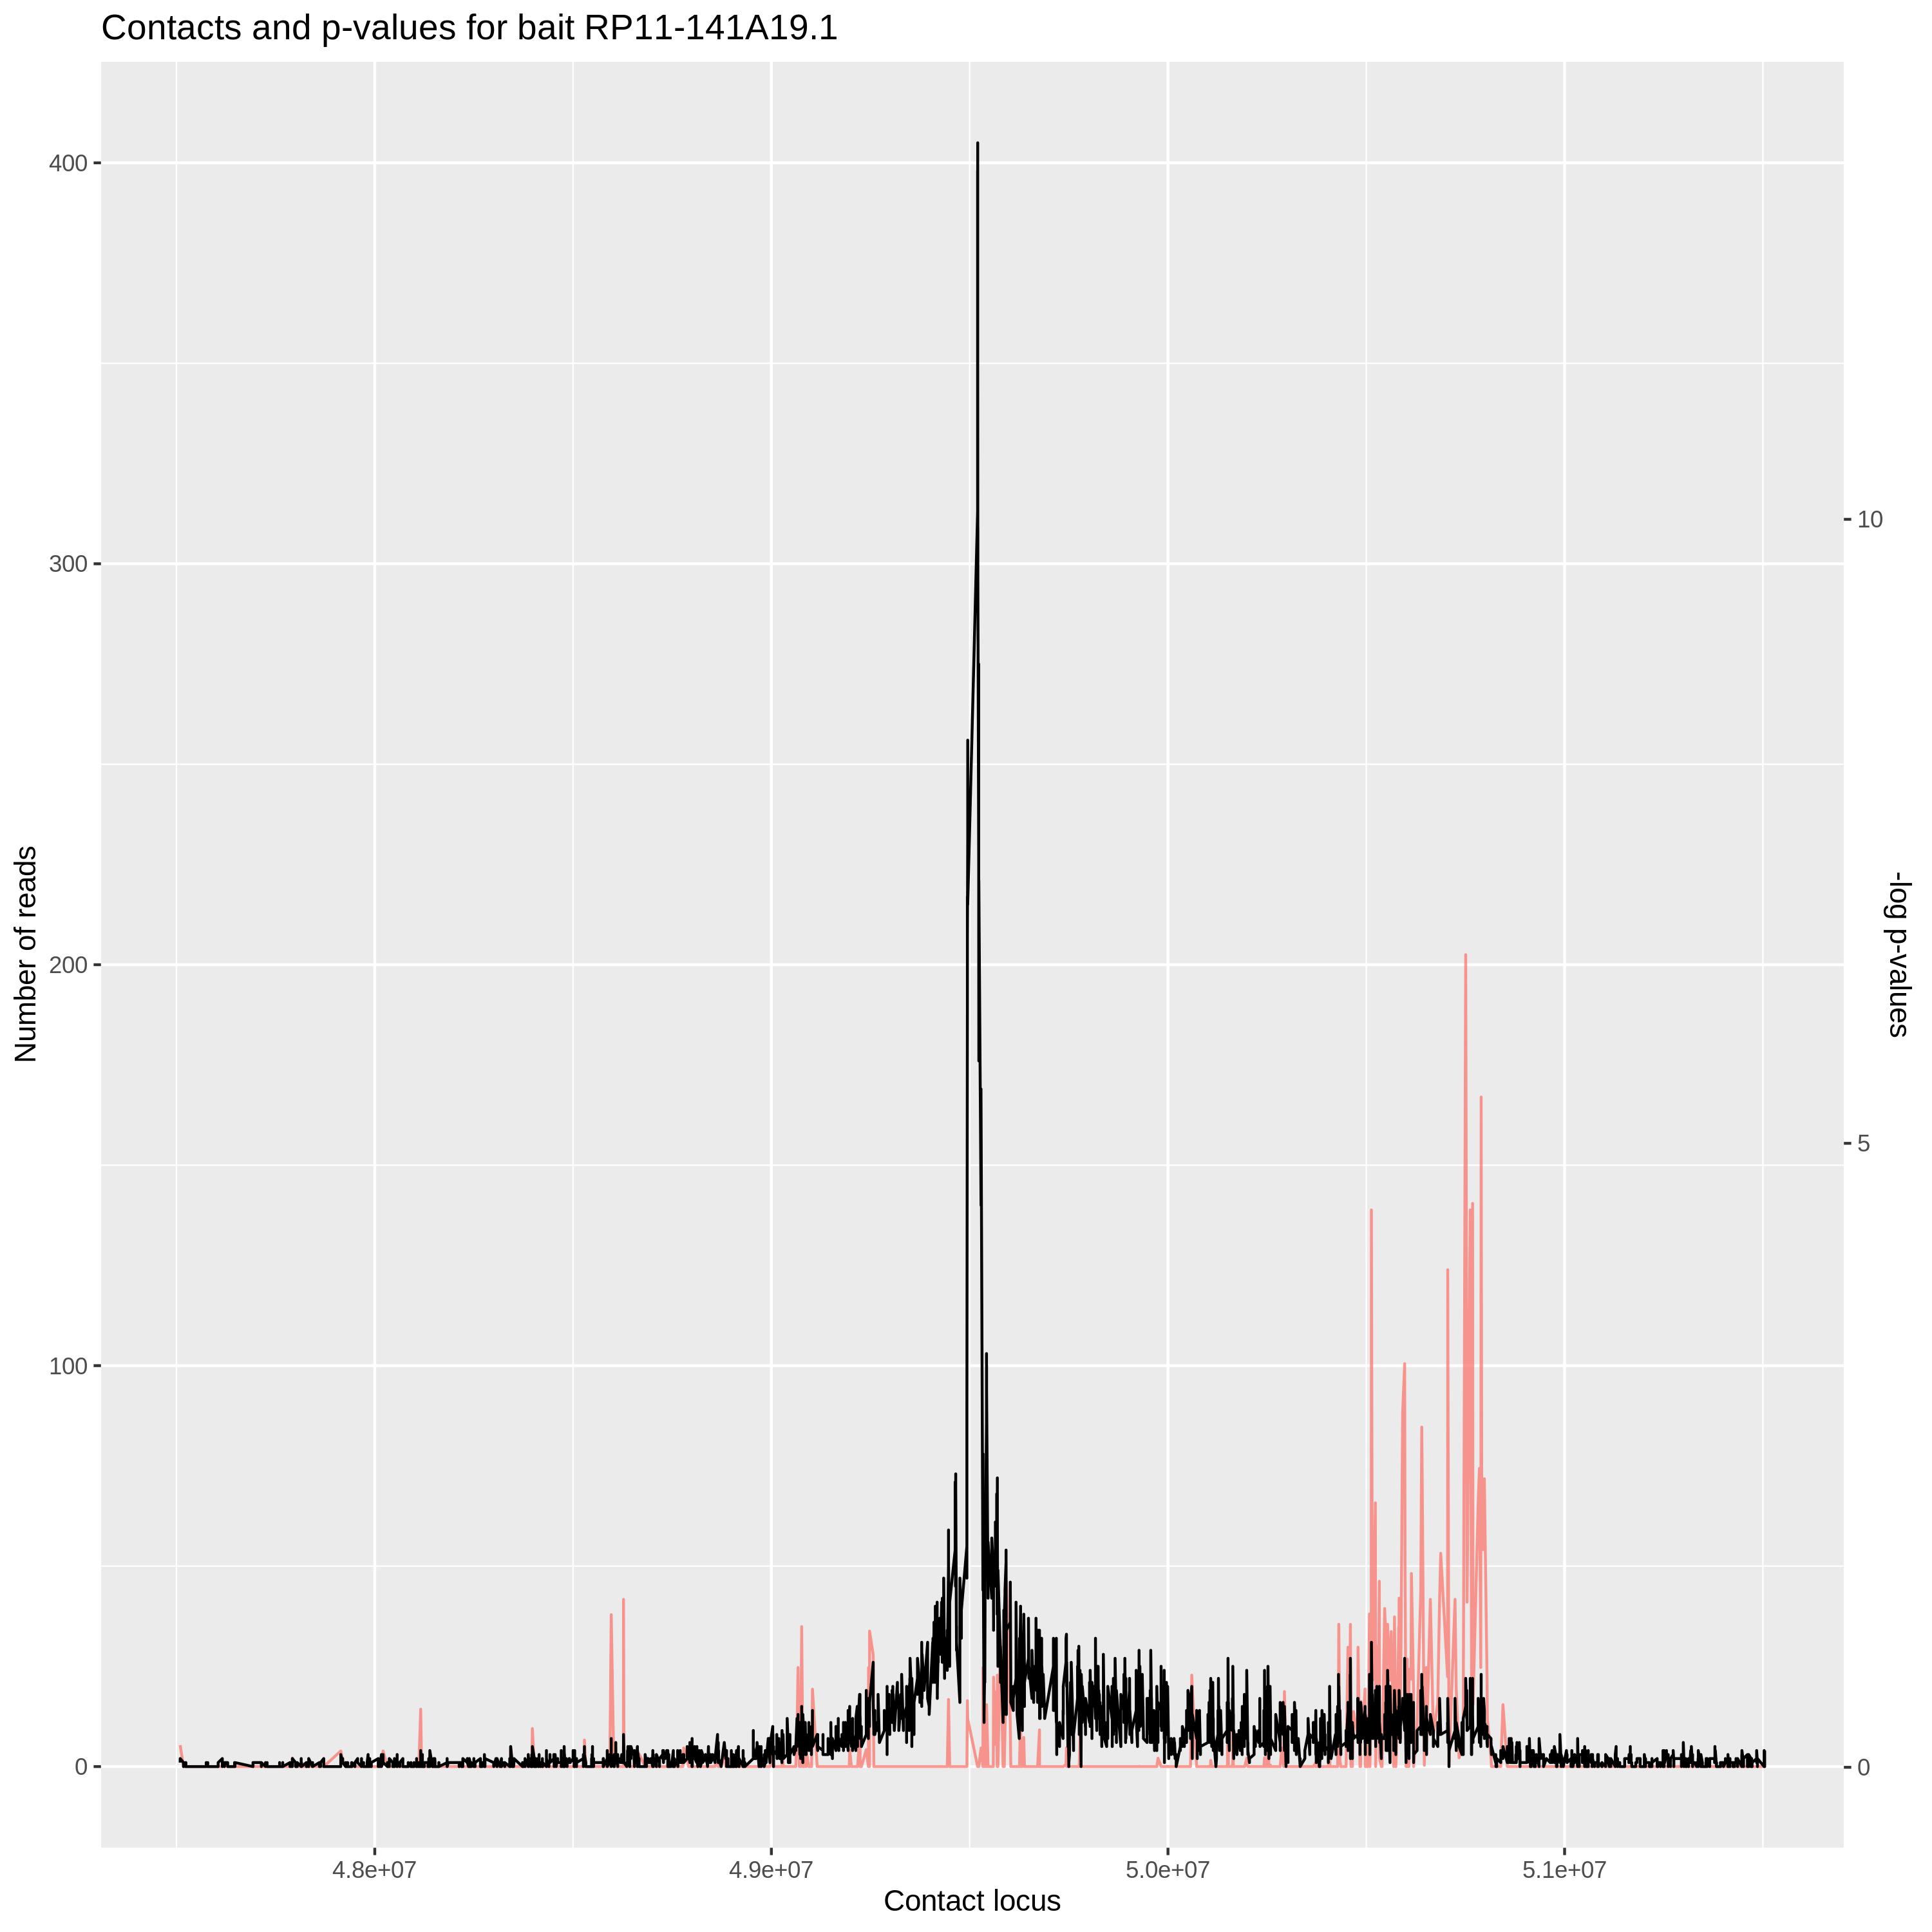 Contacts and p-values for bait RP11-141A19.1
400
300
200
100
0
Number of reads
10
5
0
-log p-values
4.8e+07
4.9e+07
5.0e+07
5.1e+07
Contact locus